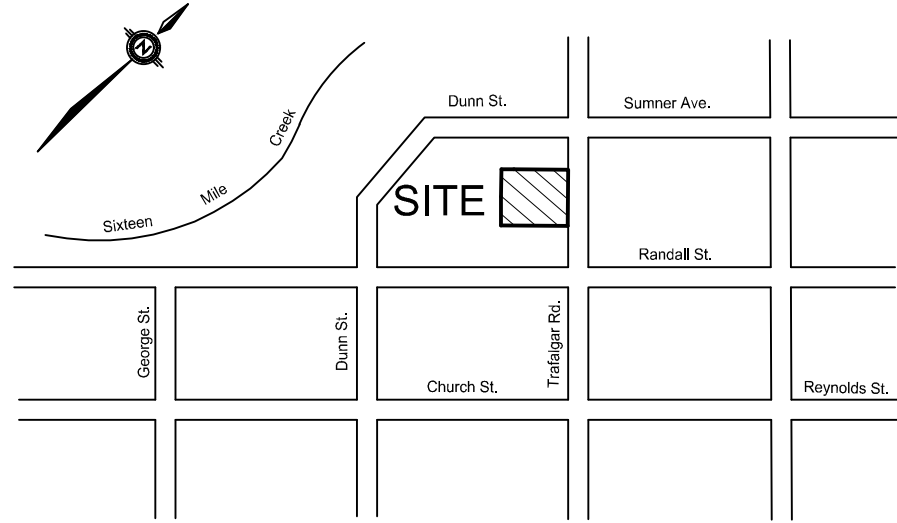 N
Dunn St.
Sumner Ave.
Creek
Mile
Sixteen
SITE
Randall St.
George St.
Dunn St.
Trafalgar Rd.
Church St.
Reynolds St.